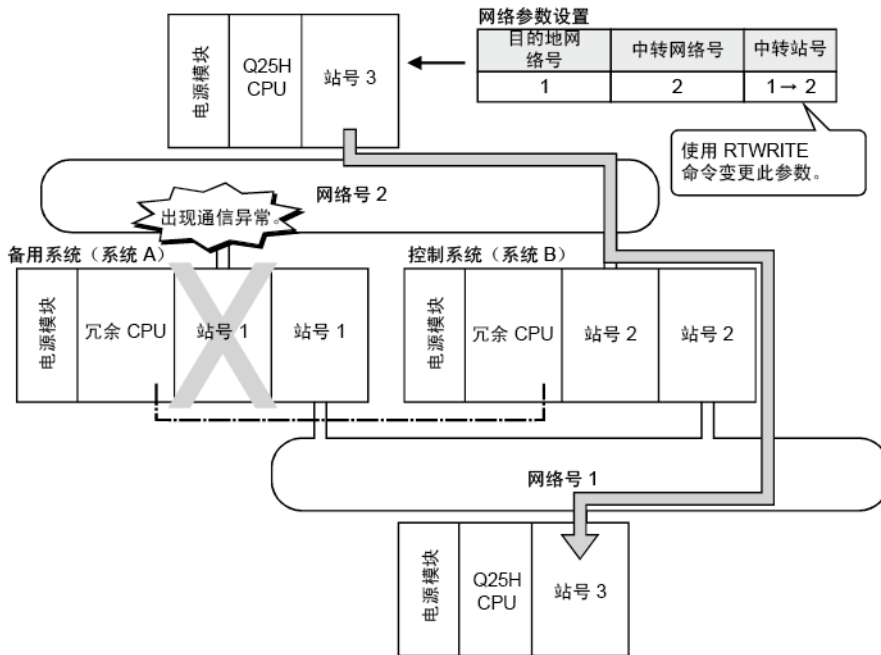 网络参数设置
目的地网
络号
中转网络号
中转站号
1
2
1→ 2
使用 RTWRITE
命令变更此参数。
电源模块
Q25H
CPU
站号 3
网络号 2
出现通信异常。
备用系统（系统 A）
控制系统（系统 B）
电源模块
冗余 CPU
站号 1
站号 1
电源模块
冗余 CPU
站号 2
站号 2
网络号 1
电源模块
Q25H
CPU
站号 3